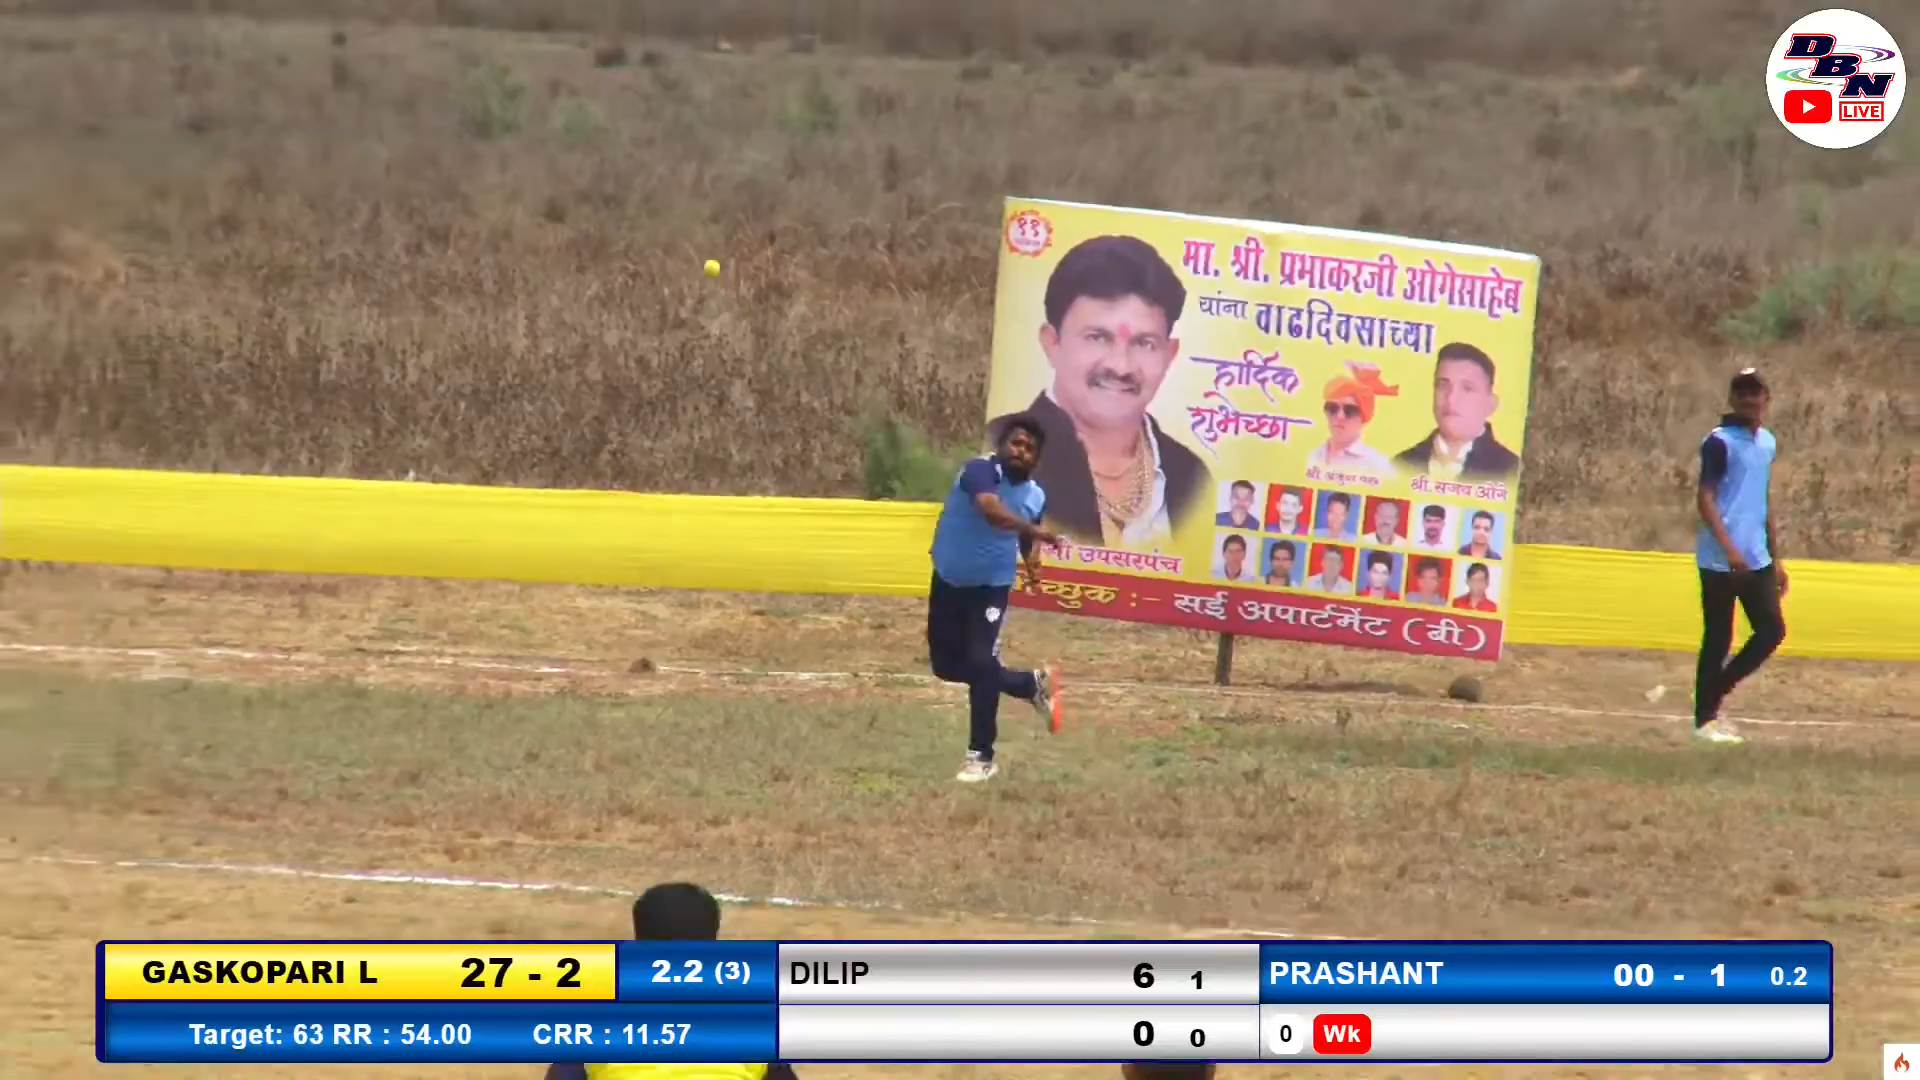 DBN
LIVE
११
मा. श्री. प्रभाकरजी ओगेसाहेब
यांना वाढदिवसाच्या
हार्दिक
शुभेच्छा
श्री. संजय ओगे
उपसरपंच
:- सई अपार्टमेंट (बी)
GASKOPARI L 27 - 2 2.2 (3)
Target: 63 RR : 54.00 CRR : 11.57
DILIP 6 1
0 0
PRASHANT 00 - 1 0.2
0 Wk